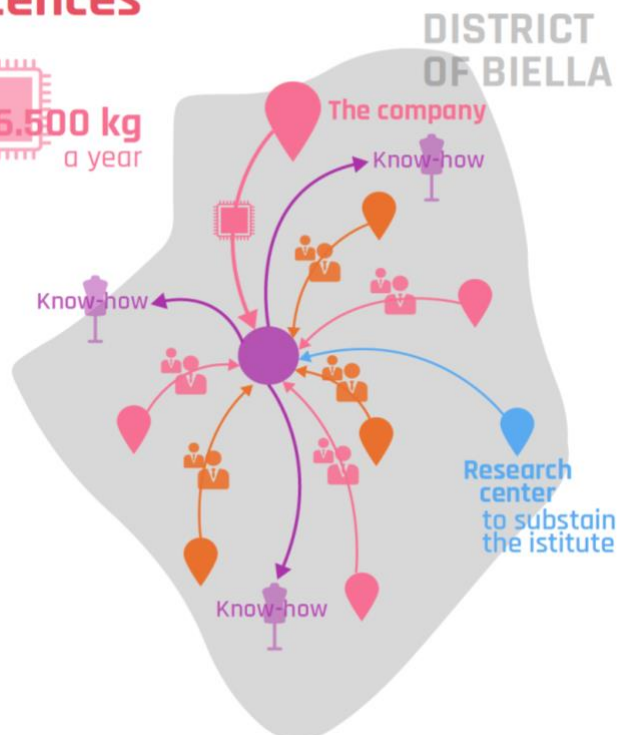 DISTRICT
OF BIELLA
5.500 kg
a year
The company
Know-how
Know-how
Research
center
to substain
the istitute
Know-how